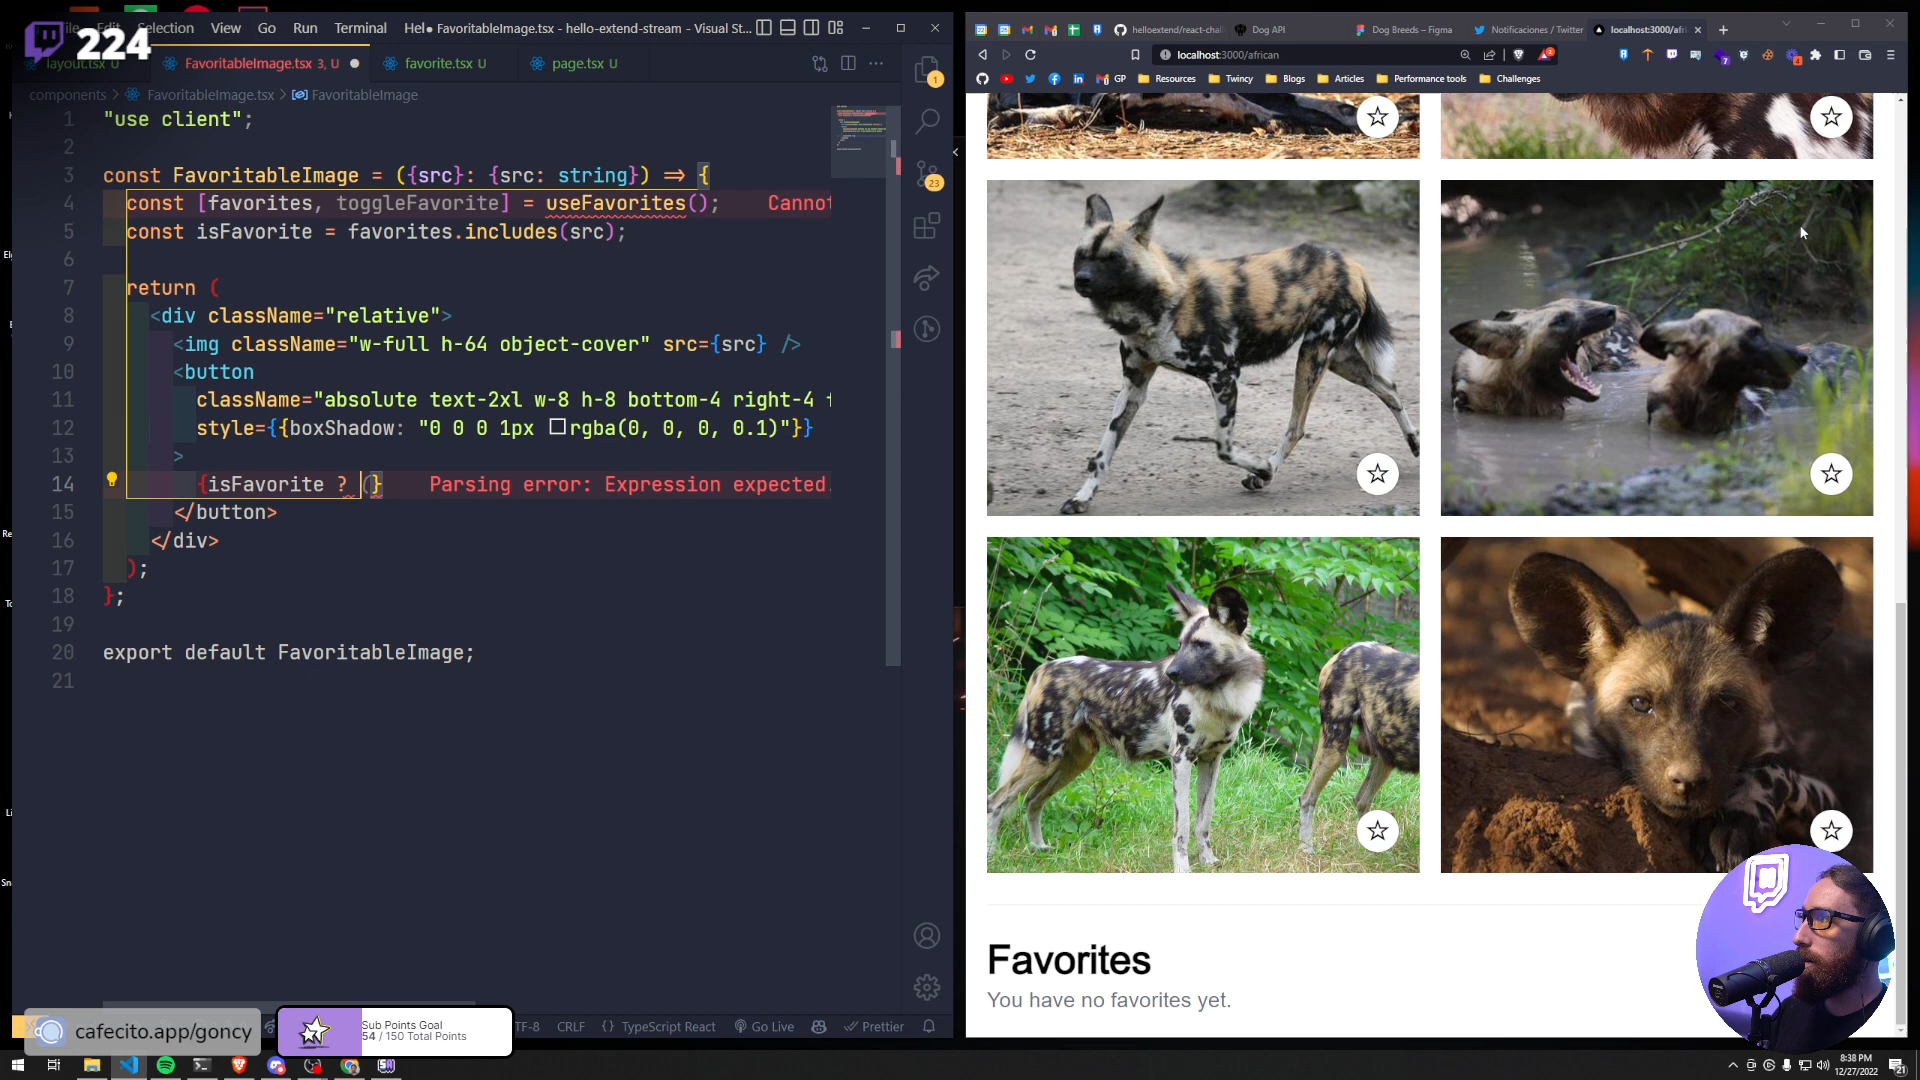 224
File Edit Selection View Go Run Terminal Hel● FavoritableImage.tsx - hello-extend-stream - Visual St...
layout.tsx U FavoritableImage.tsx 3, U favorite.tsx U page.tsx U
components > FavoritableImage.tsx > FavoritableImage
1 "use client";
2
3 const FavoritableImage = ({src}: {src: string}) => {
4 const [favorites, toggleFavorite] = useFavorites(); Cannot
5 const isFavorite = favorites.includes(src);
6
7 return (
8 <div className="relative">
9 <img className="w-full h-64 object-cover" src={src} />
10 <button
11 className="absolute text-2xl w-8 h-8 bottom-4 right-4 f
12 style={{boxShadow: "0 0 0 1px rgba(0, 0, 0, 0.1)"}}
13 >
14 {isFavorite ? (} Parsing error: Expression expected.
15 </button>
16 </div>
17 );
18 };
19
20 export default FavoritableImage;
21
1
23
TF-8 CRLF {} TypeScript React Go Live Prettier
cafecito.app/goncy
Sub Points Goal
54 / 150 Total Points
helloextend/react-chall Dog API Dog Breeds – Figma Notificaciones / Twitter localhost:3000/afri
localhost:3000/african
GP Resources Twincy Blogs Articles Performance tools Challenges
Favorites
You have no favorites yet.
8:38 PM
12/27/2022
21